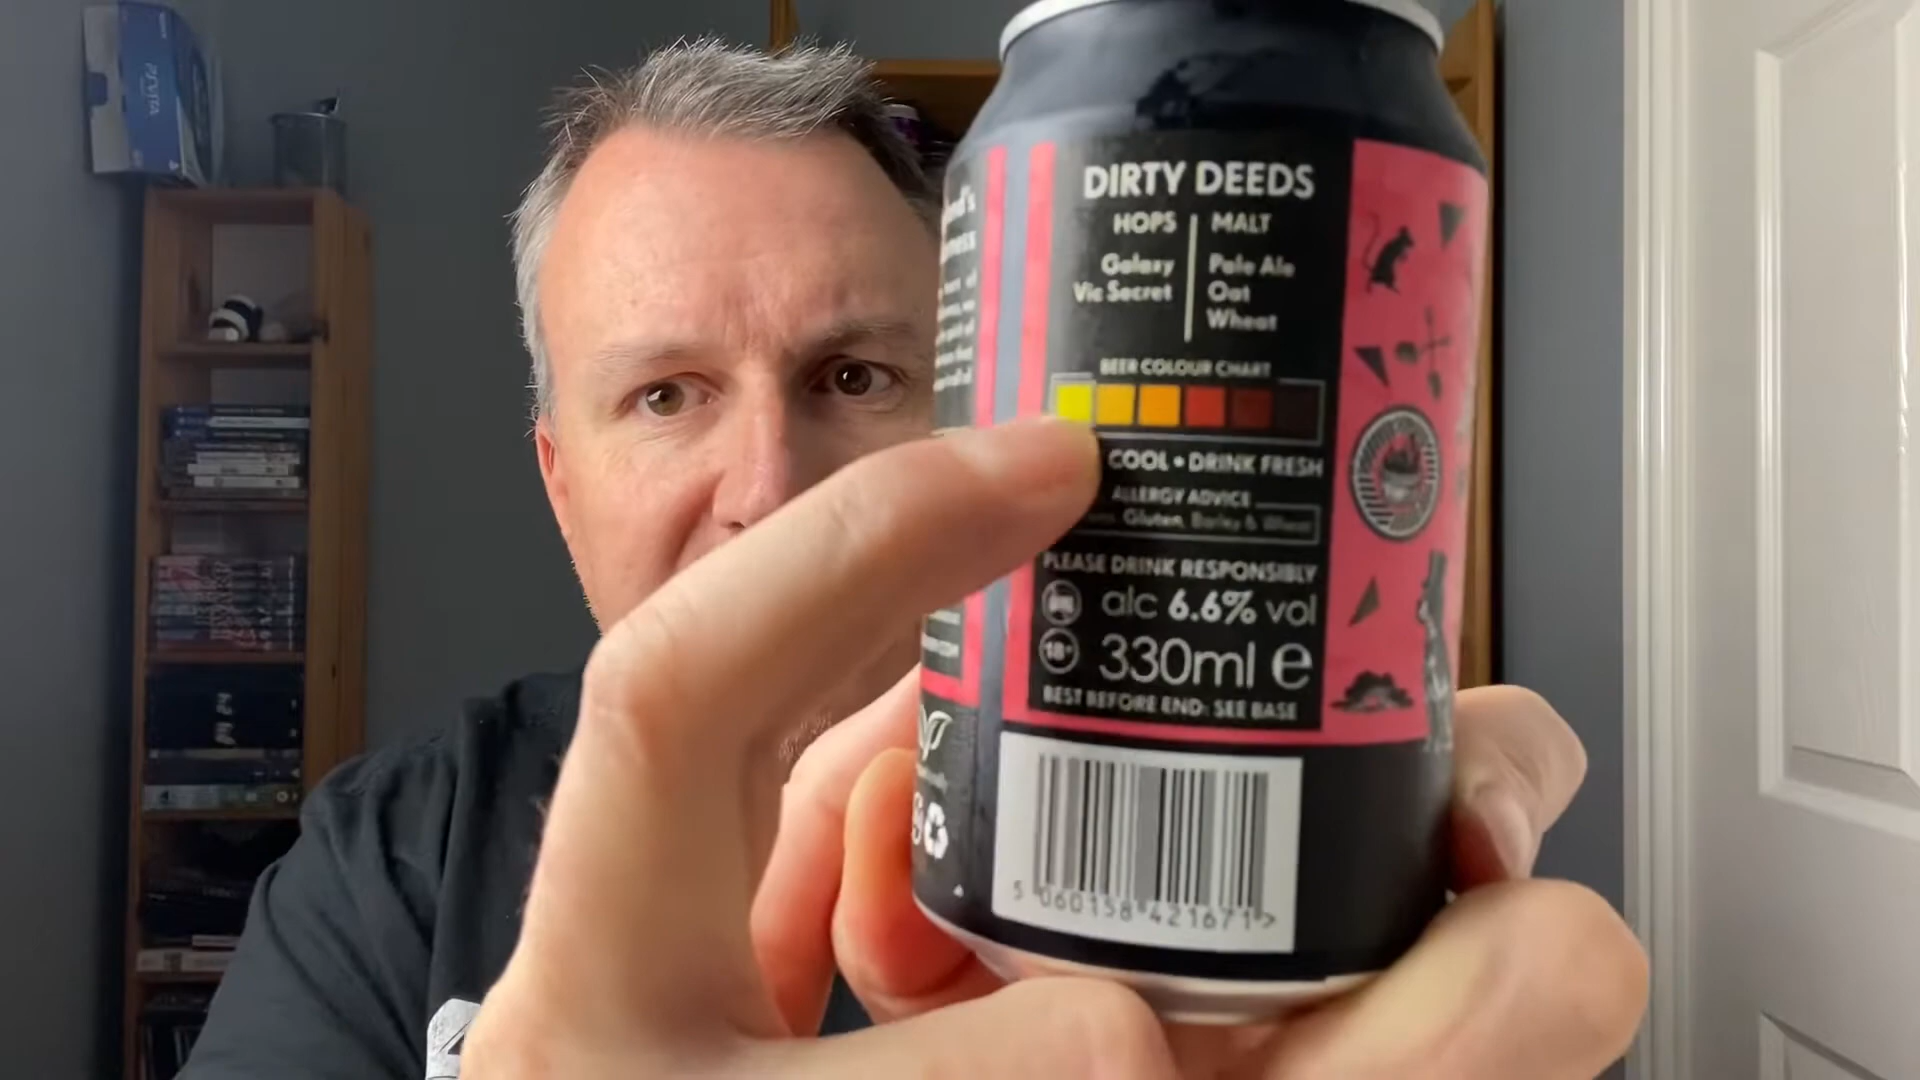 PSVITA
DIRTY DEEDS
HOPS
MALT
Galaxy
Vic Secret
Pale Ale
Oat
Wheat
BEER COLOUR CHART
COOL • DRINK FRESH
ALLERGY ADVICE
Gluten, Barley & Wheat
PLEASE DRINK RESPONSIBLY
alc 6.6% vol
18+
330ml e
BEST BEFORE END: SEE BASE
5 060158 421671 >